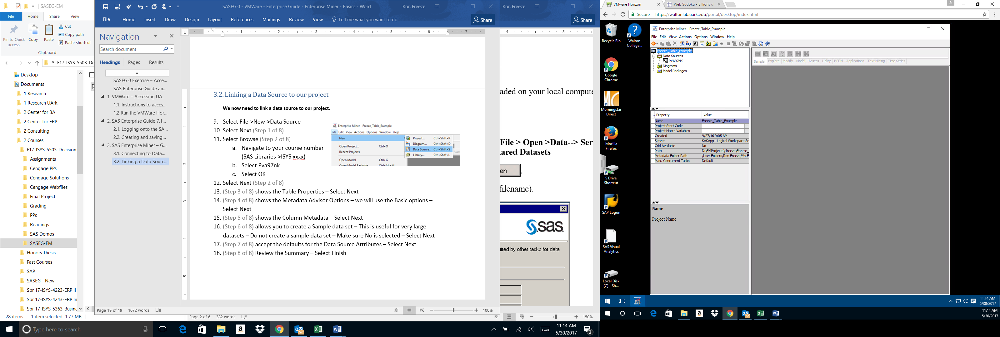 SASEG-EM
File
Home
Share
View
Pin to Quick
access
Copy
Paste
Cut
Copy path
Paste shortcut
Clipboard
« F17-ISYS-5503-De
Desktop
Documents
1 Research
1 Research UArk
2 Center for BA
2 Center for ERP
2 Consulting
2 Courses
F17-ISYS-5503-Decision
Assignments
Cengage PPs
Cengage Solutions
Cengage Webfiles
Final Project
Grading
PPs
Readings
SAS Demos
SASEG-EM
Honors Thesis
Past Courses
SAP
SASEG - New
Spr 17-ISYS-4223-ERP II
Spr 17-ISYS-4243-ERP In
Spr 17-ISYS-5363-Busine
28 items 1 item selected 1.77 MB
SASEG 0 - VMWare - Enterprise Guide - Enterprise Miner - Basics - Word
Ron Freeze
File Home Insert Draw Design Layout References Mailings Review View Tell me what you want to do
Share
Navigation
Search document
Headings Pages Results
SASEG 0 Exercise – Acce...
SAS Enterprise Guide an...
1. VMWare – Accessing UA...
1.1. Instructions to acces...
1.2 Run the VMWare Hor...
2. SAS Enterprise Guide 7.1...
2.1. Logging onto the SA...
2.2. Creating and saving...
3. SAS Enterprise Miner – G...
3.1. Connecting to Data...
3.2. Linking a Data Sourc...
1 2 3 4 5 6 7
1
2
3
4
5
3.2. Linking a Data Source to our project
We now need to link a data source to our project.
9. Select File->New->Data Source
10. Select Next (Step 1 of 8)
11. Select Browse (Step 2 of 8)
a. Navigate to your course number
(SAS Libraries->ISYS xxxx)
b. Select Pva97nk
c. Select OK
12. Select Next (Step 2 of 8)
13. (Step 3 of 8) shows the Table Properties – Select Next
14. (Step 4 of 8) shows the Metadata Advisor Options – we will use the Basic options –
Select Next
15. (Step 5 of 8) shows the Column Metadata – Select Next
16. (Step 6 of 8) allows you to create a Sample data set – This is useful for very large
datasets – Do not create a sample data set – Make sure No is selected – Select Next
17. (Step 7 of 8) accept the defaults for the Data Source Attributes – Select Next
18. (Step 8 of 8) Review the Summary – Select Finish
Enterprise Miner - Freeze_Table_Example
File Edit View Actions Options Window Help
New
Open Project... Ctrl+O
Recent Projects
Open Model Ctrl+G
Open Model Package Ctrl+Alt+M
Project... Ctrl+Shift+P
Diagram... Ctrl+Shift+D
Data Source... Ctrl+Shift+S
Library... Ctrl+Shift+L
Page 19 of 19 1072 words
100%
Ron Freeze
Share
4 5
aded on your local compute
File > Open >Data--> Ser
ared Datasets
en .
filename).
sas.
ired by other tasks for data
Page 2 of 6 382 words
150%
Type here to search
11:14 AM
5/30/2017
2
VMware Horizon
Web Sudoku - Billions of
Secure https://waltonlab.uark.edu/portal/desktop/index.html
Recycle Bin
Walton
College...
Google
Chrome
Morningstar
Direct
Mozilla
Firefox
S Drive
Shortcut
SAP Logon
SAS Visual
Analytics
Local Disk
(C) - Sh...
Enterprise Miner - Freeze_Table_Example
File Edit View Actions Options Window Help
Freeze_Table_Example
Data Sources
PVA97NK
Diagrams
Model Packages
Sample Explore Modify Model Assess Utility HPDM Applications Text Mining Time Series
.. Property Value
Name Freeze_Table_Example
Project Start Code ...
Project Macro Variables ...
Created 9/27/16 9:05 AM
Server SASApp - Logical Workspace Se
Grid Available No
Path D:\EMProjects\rfreeze\Freeze_
Metadata Folder Path /User Folders/Ron Freeze/My F
Max. Concurrent Tasks Default
Name
Project Name
11:14 AM
5/30/2017
11:14 AM
5/30/2017